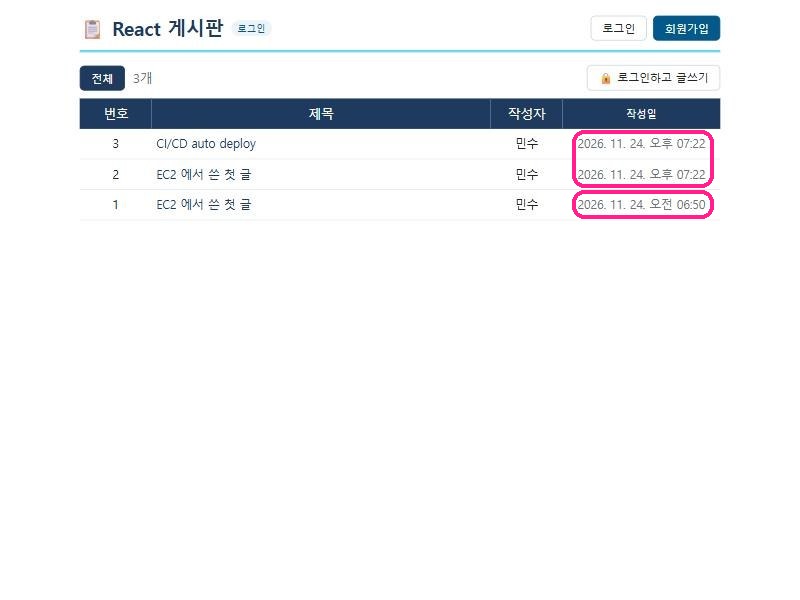 React 게시판 로그인 로그인 회원가입
전체 3개 로그인하고 글쓰기
번호 제목 작성자 작성일
3 CI/CD auto deploy 민수 2026. 11. 24. 오후 07:22
2 EC2 에서 쓴 첫 글 민수 2026. 11. 24. 오후 07:22
1 EC2 에서 쓴 첫 글 민수 2026. 11. 24. 오전 06:50